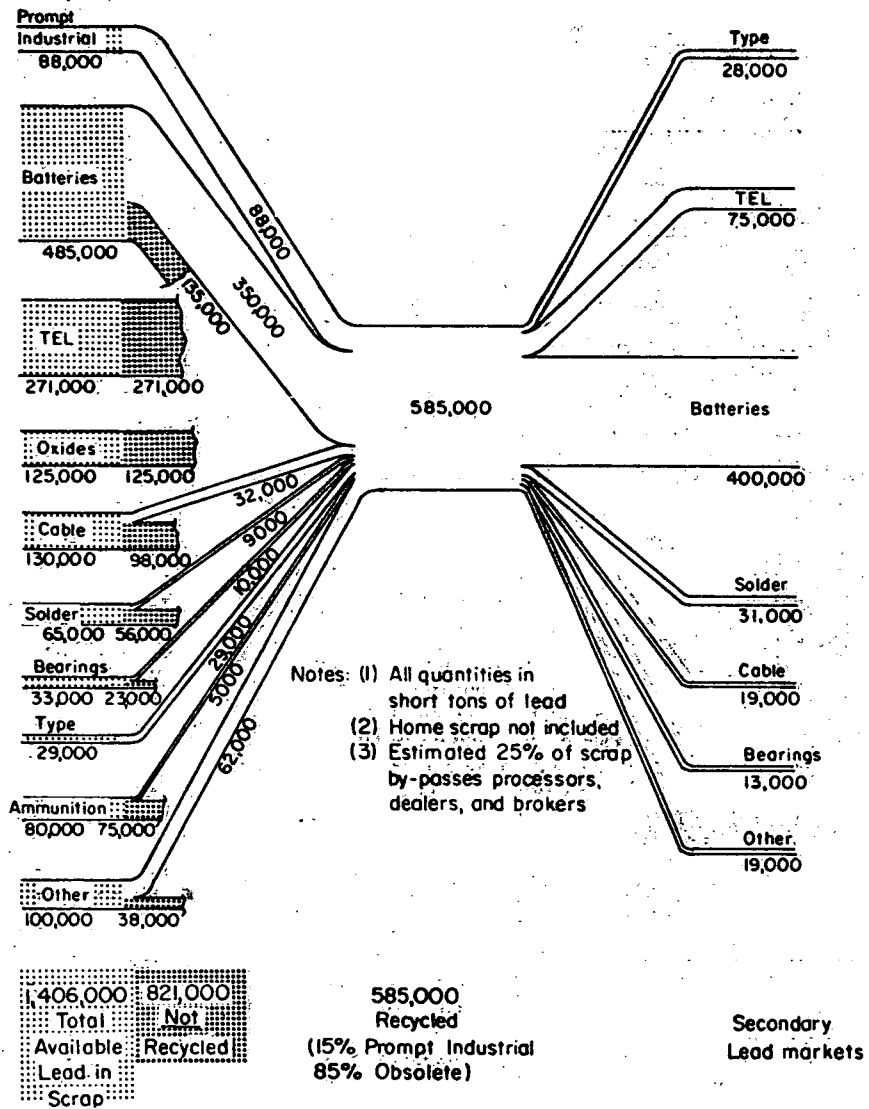 Prompt
Industrial
88,000
Batteries
485,000
135,000
TEL
271,000 271,000
Oxides
125,000 125,000
Cable
130,000 98,000
Solder
65,000 56,000
Bearings
33,000 23,000
Type
29,000
Ammunition
80,000 75,000
Other
100,000 38,000
88,000
350,000
32,000
9000
10,000
29,000
5000
62,000
585,000
Type
28,000
TEL
75,000
Batteries
400,000
Solder
31,000
Cable
19,000
Bearings
13,000
Other
19,000
Notes: (1) All quantities in
short tons of lead
(2) Home scrap not included
(3) Estimated 25% of scrap
by-passes processors,
dealers, and brokers
1,406,000
Total
Available
Lead in
Scrap
821,000
Not
Recycled
585,000
Recycled
(15% Prompt Industrial
85% Obsolete)
Secondary
Lead markets